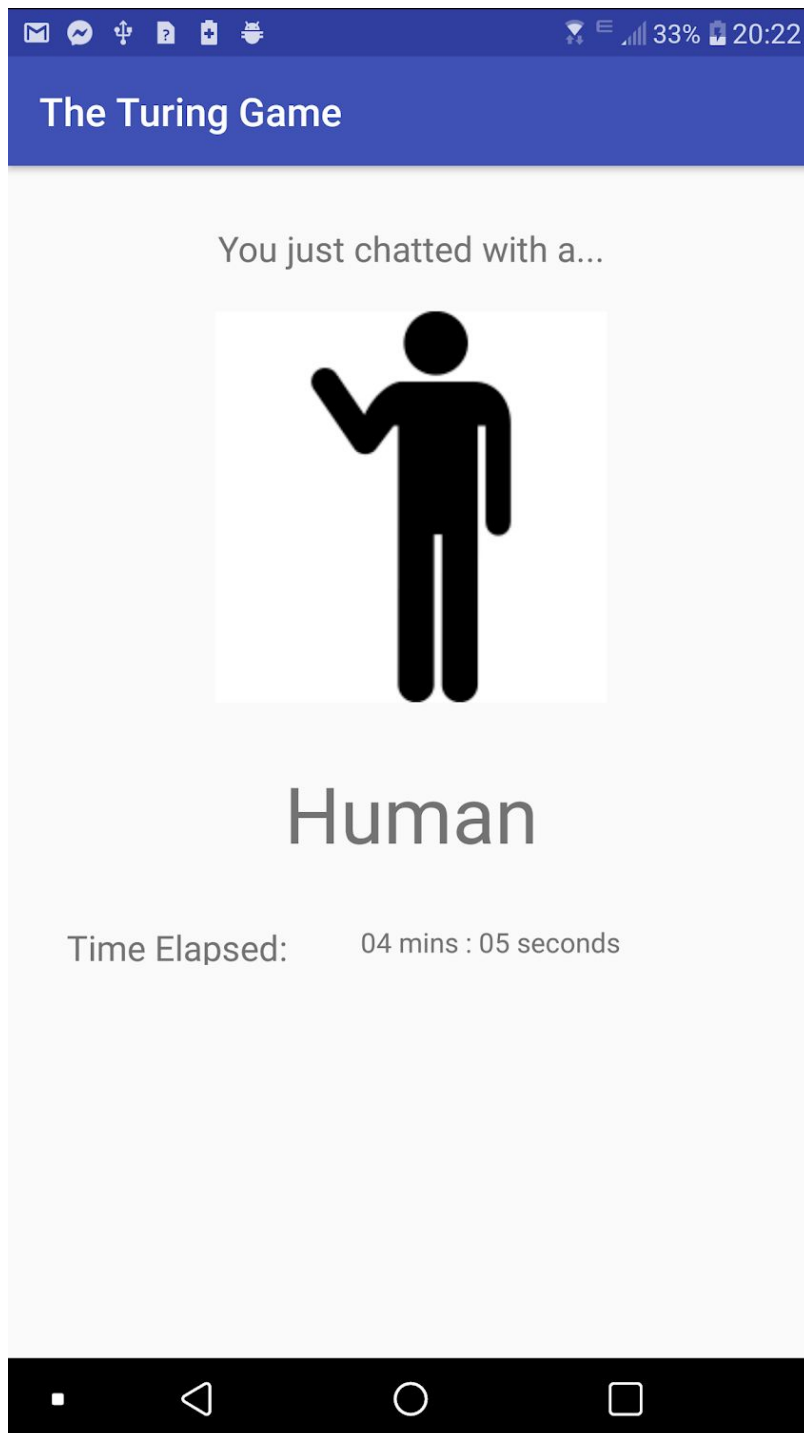 E 33% 20:22
The Turing Game
You just chatted with a...
Human
Time Elapsed: 04 mins : 05 seconds